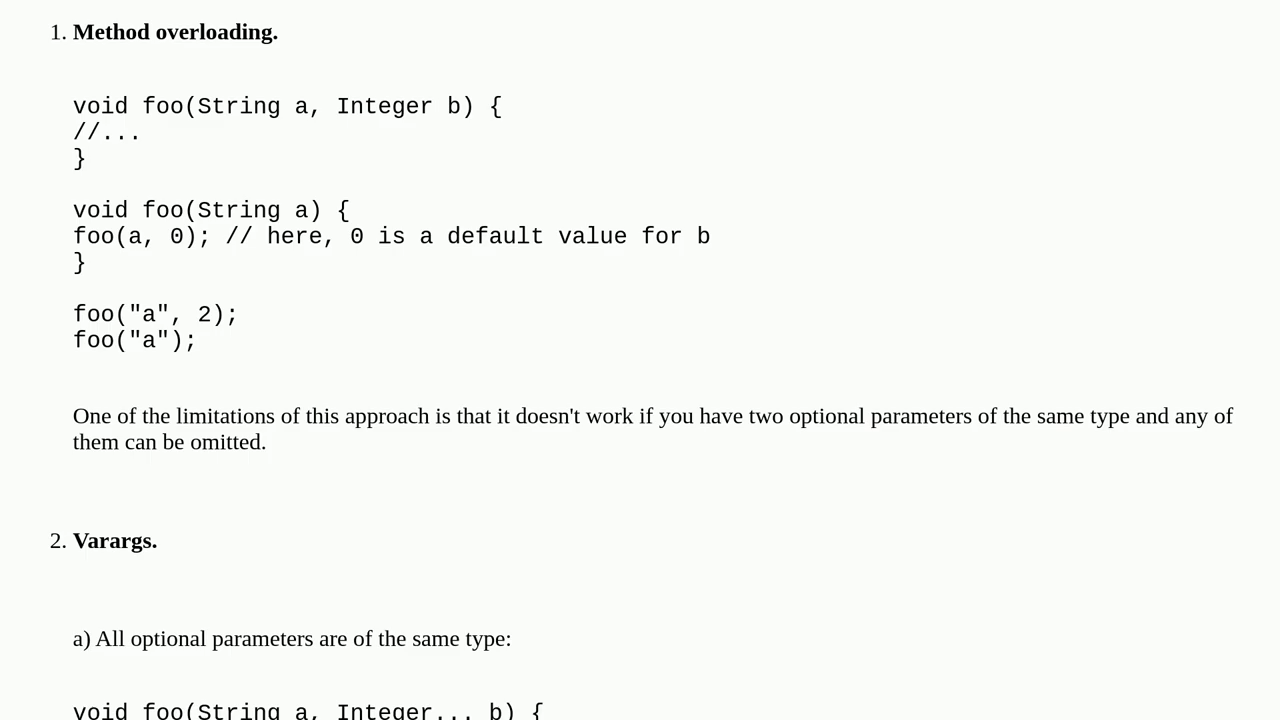 1. Method overloading.
void foo(String a, Integer b) {
//...
}
void foo(String a) {
foo(a, 0); // here, 0 is a default value for b
}
foo("a", 2);
foo("a");
One of the limitations of this approach is that it doesn't work if you have two optional parameters of the same type and any of
them can be omitted.
2. Varargs.
a) All optional parameters are of the same type:
void foo(String a, Integer... b) {